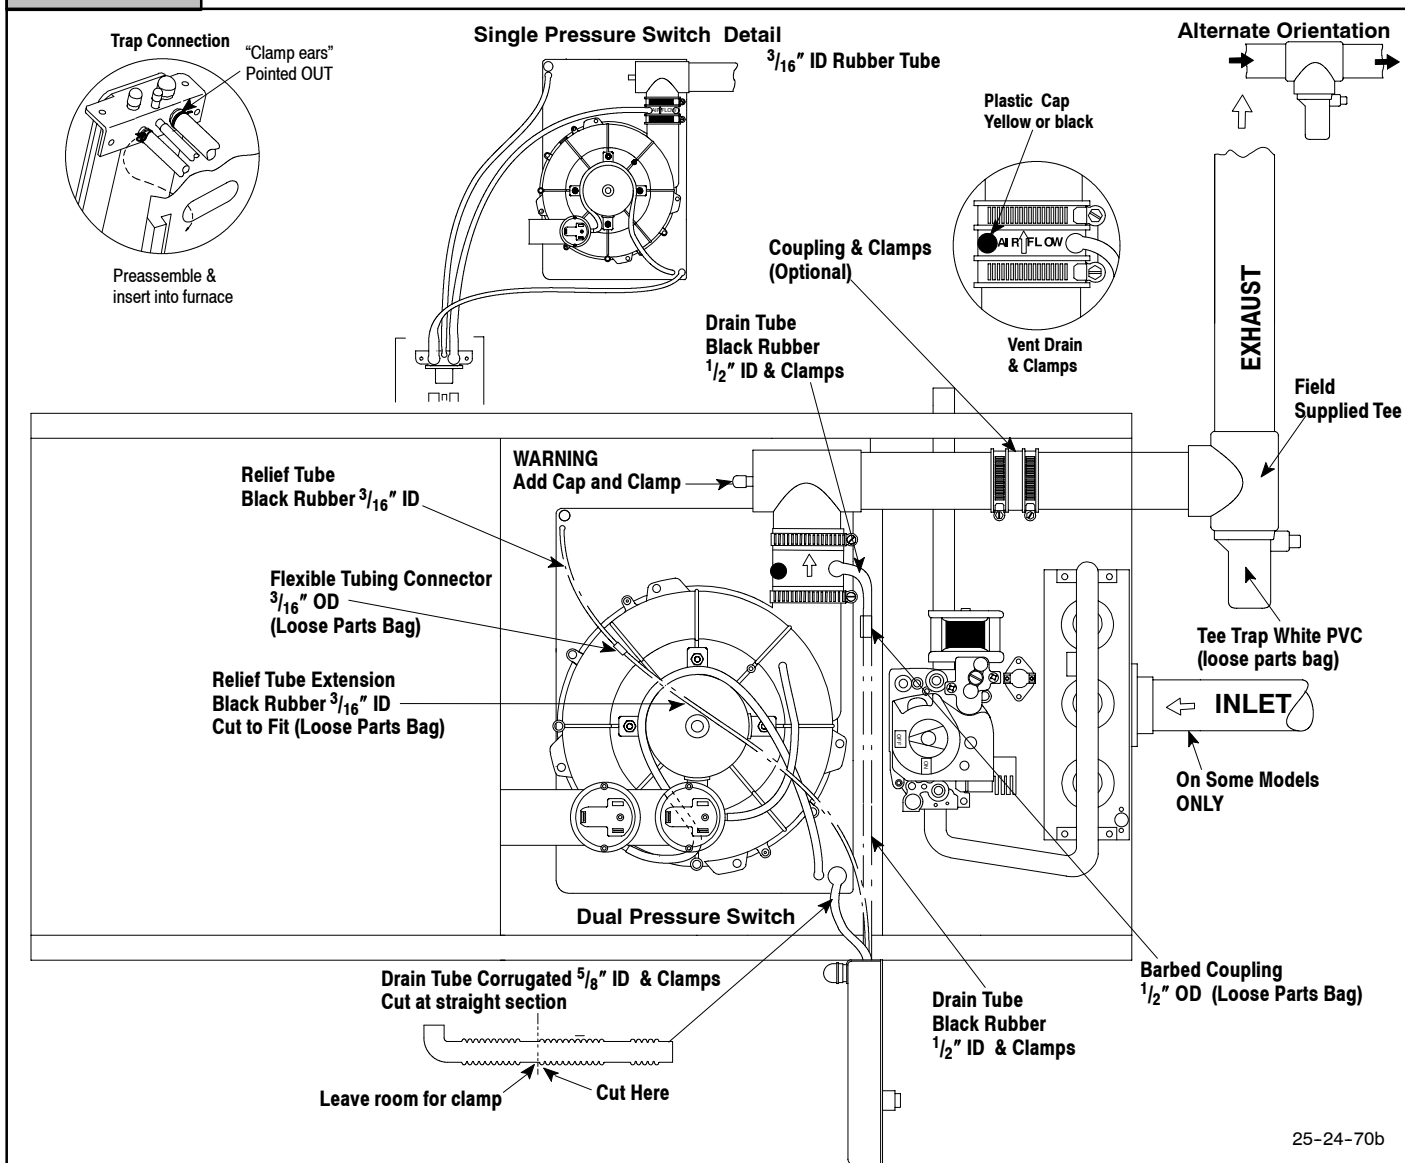 Trap Connection
"Clamp ears"
Pointed OUT
Preassemble &
insert into furnace
Single Pressure Switch Detail
3/16" ID Rubber Tube
AIR FLOW
Alternate Orientation
Plastic Cap
Yellow or black
AIR FLOW
Vent Drain
& Clamps
Coupling & Clamps
(Optional)
Drain Tube
Black Rubber
1/2" ID & Clamps
EXHAUST
Field
Supplied Tee
WARNING
Add Cap and Clamp
Relief Tube
Black Rubber 3/16" ID
Flexible Tubing Connector
3/16" OD
(Loose Parts Bag)
Relief Tube Extension
Black Rubber 3/16" ID
Cut to Fit (Loose Parts Bag)
Tee Trap White PVC
(loose parts bag)
INLET
OFF
ON
On Some Models
ONLY
Dual Pressure Switch
Drain Tube Corrugated 5/8" ID & Clamps
Cut at straight section
Leave room for clamp
Cut Here
Drain Tube
Black Rubber
1/2" ID & Clamps
Barbed Coupling
1/2" OD (Loose Parts Bag)
25-24-70b